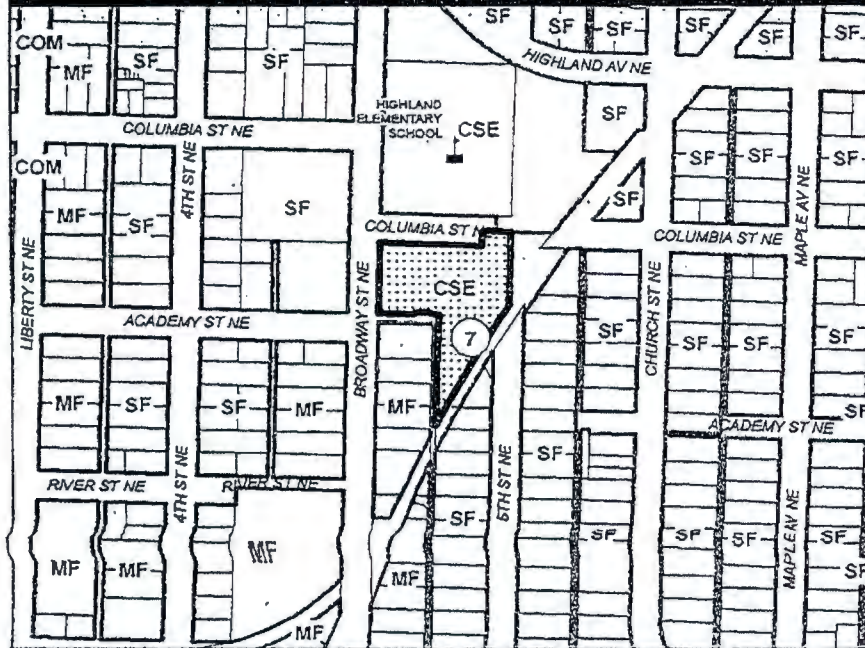 SF
SF
SF
SF
SF
SF
COM
MF
SF
SF
HIGHLAND AV NE
HIGHLAND
ELEMENTARY
SCHOOL
CSE
SF
COLUMBIA ST NE
SF
SF
SF
COM
MF
SF
4TH ST NE
SF
SF
MAPLE AV NE
COLUMBIA ST N
COLUMBIA ST NE
LIBERTY ST NE
CSE
BROADWAY ST NE
ACADEMY ST NE
7
SF
CHURCH ST NE
SF
SF
SF
MF
SF
SF
MF
MF
SF
ACADEMY ST NE
SF
5TH ST NE
RIVER ST NE
RIVER ST NE
4TH ST NE
SF
SF
SF
SF
SF
MAPLE AV NE
MF
MF
MF
MF
SF
MF